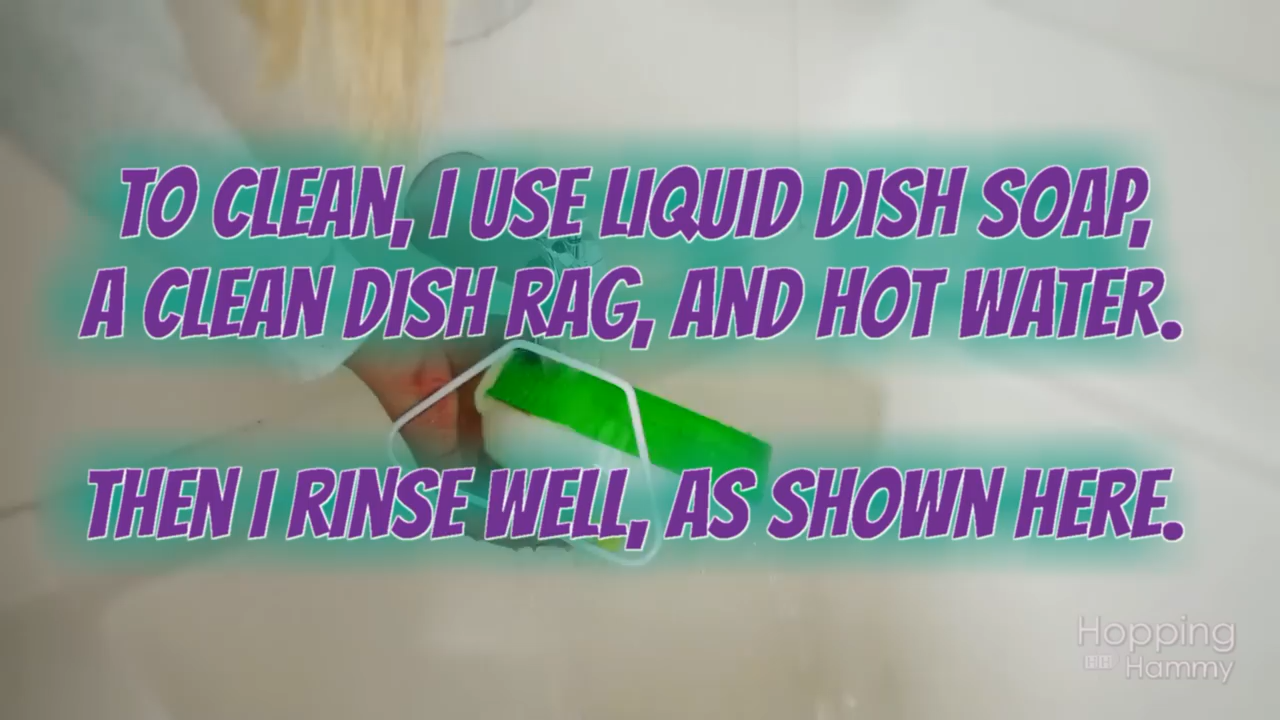 TO CLEAN, I USE LIQUID DISH SOAP,
A CLEAN DISH RAG, AND HOT WATER.
THEN I RINSE WELL, AS SHOWN HERE.
Hopping
HH Hammy